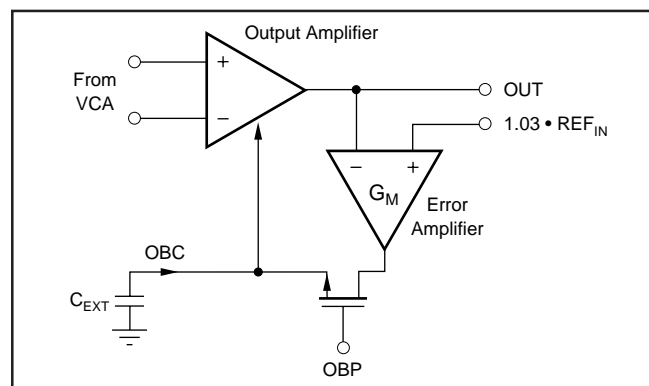 Output Amplifier
From
VCA
+
−
OUT
1.03 • REF_IN
−
+
G_M
Error
Amplifier
OBC
C_EXT
OBP